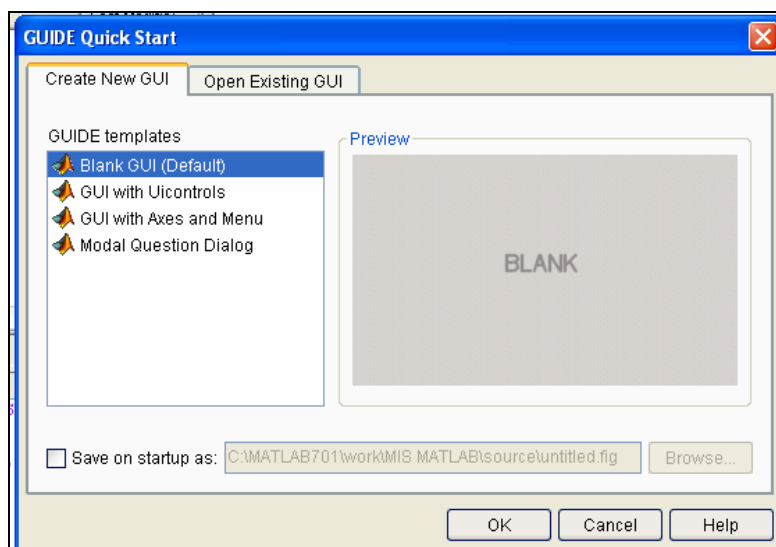 GUIDE Quick Start
Create New GUI
Open Existing GUI
GUIDE templates
Blank GUI (Default)
GUI with Uicontrols
GUI with Axes and Menu
Modal Question Dialog
Preview
BLANK
Save on startup as: C:\MATLAB701\work\MIS MATLAB\source\untitled.fig Browse...
OK Cancel Help